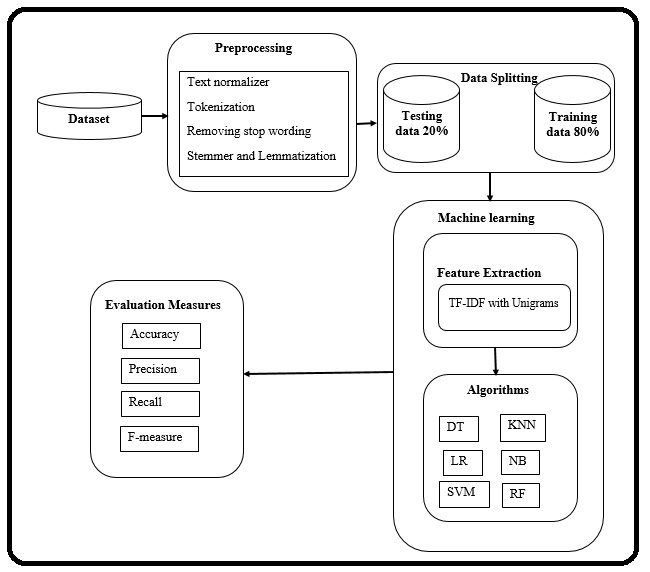 Dataset
Preprocessing
Text normalizer
Tokenization
Removing stop wording
Stemmer and Lemmatization
Data Splitting
Testing
data 20%
Training
data 80%
Machine learning
Feature Extraction
TF-IDF with Unigrams
Algorithms
DT
KNN
LR
NB
SVM
RF
Evaluation Measures
Accuracy
Precision
Recall
F-measure